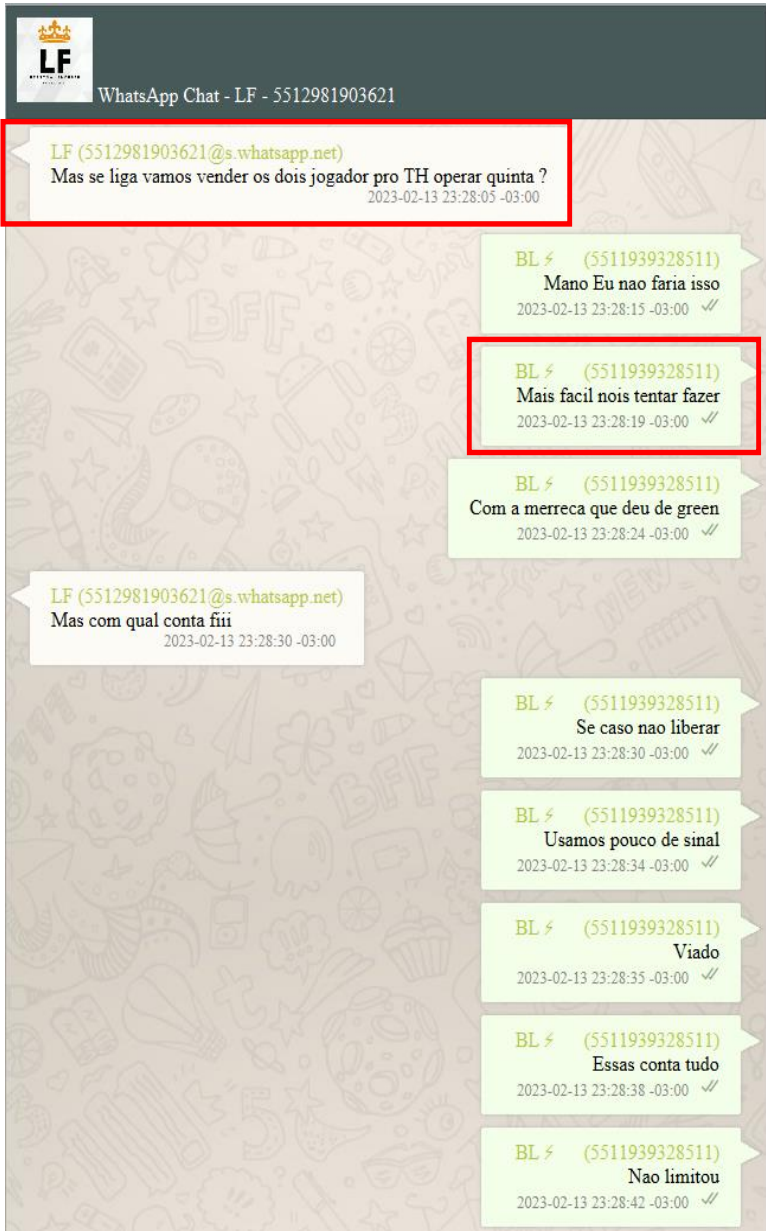 LF
WhatsApp Chat - LF - 5512981903621
LF (5512981903621@s.whatsapp.net)
Mas se liga vamos vender os dois jogador pro TH operar quinta ?
2023-02-13 23:28:05 -03:00
BL⚡ (5511939328511)
Mano Eu nao faria isso
2023-02-13 23:28:15 -03:00
BL⚡ (5511939328511)
Mais facil nois tentar fazer
2023-02-13 23:28:19 -03:00
BL⚡ (5511939328511)
Com a merreca que deu de green
2023-02-13 23:28:24 -03:00
LF (5512981903621@s.whatsapp.net)
Mas com qual conta fiii
2023-02-13 23:28:30 -03:00
BL⚡ (5511939328511)
Se caso nao liberar
2023-02-13 23:28:30 -03:00
BL⚡ (5511939328511)
Usamos pouco de sinal
2023-02-13 23:28:34 -03:00
BL⚡ (5511939328511)
Viado
2023-02-13 23:28:35 -03:00
BL⚡ (5511939328511)
Essas conta tudo
2023-02-13 23:28:38 -03:00
BL⚡ (5511939328511)
Nao limitou
2023-02-13 23:28:42 -03:00